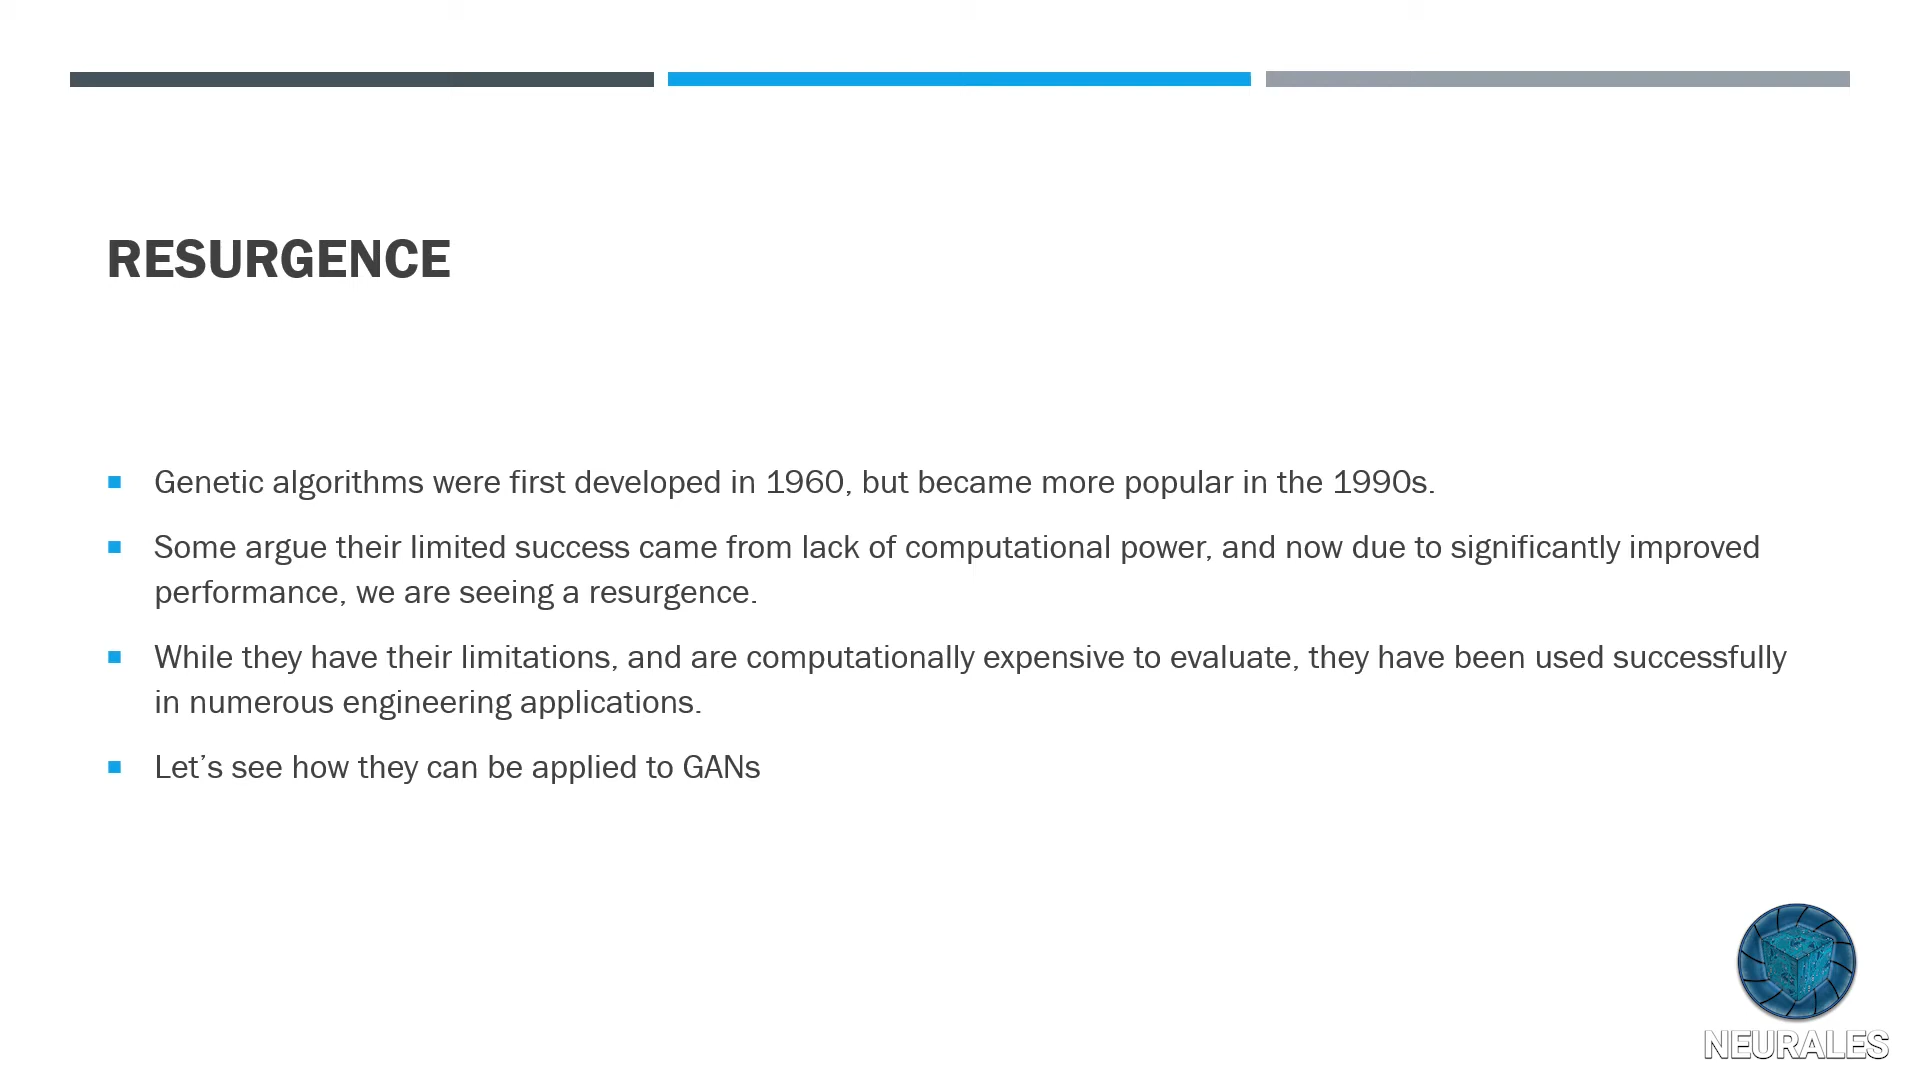 RESURGENCE
Genetic algorithms were first developed in 1960, but became more popular in the 1990s.
Some argue their limited success came from lack of computational power, and now due to significantly improved
performance, we are seeing a resurgence.
While they have their limitations, and are computationally expensive to evaluate, they have been used successfully
in numerous engineering applications.
Let’s see how they can be applied to GANs
NEURALES